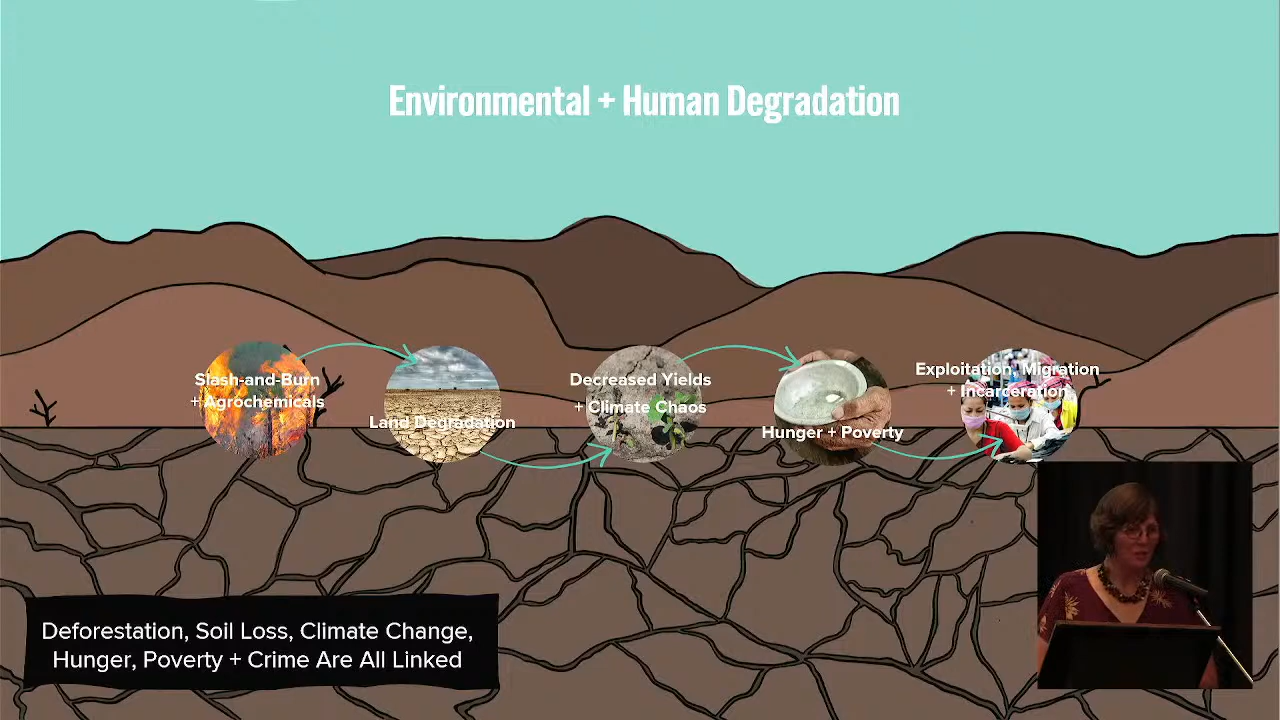 Environmental + Human Degradation
Slash-and-Burn
+ Agrochemicals
Land Degradation
Decreased Yields
+ Climate Chaos
Hunger + Poverty
Exploitation, Migration
+ Incarceration
Deforestation, Soil Loss, Climate Change,
Hunger, Poverty + Crime Are All Linked